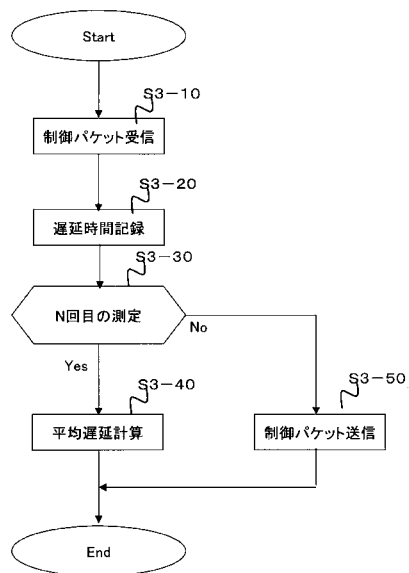 Start
S3-10
制御パケット受信
S3-20
遅延時間記録
S3-30
N回目の測定
No
Yes
S3-40
S3-50
平均遅延計算
制御パケット送信
End